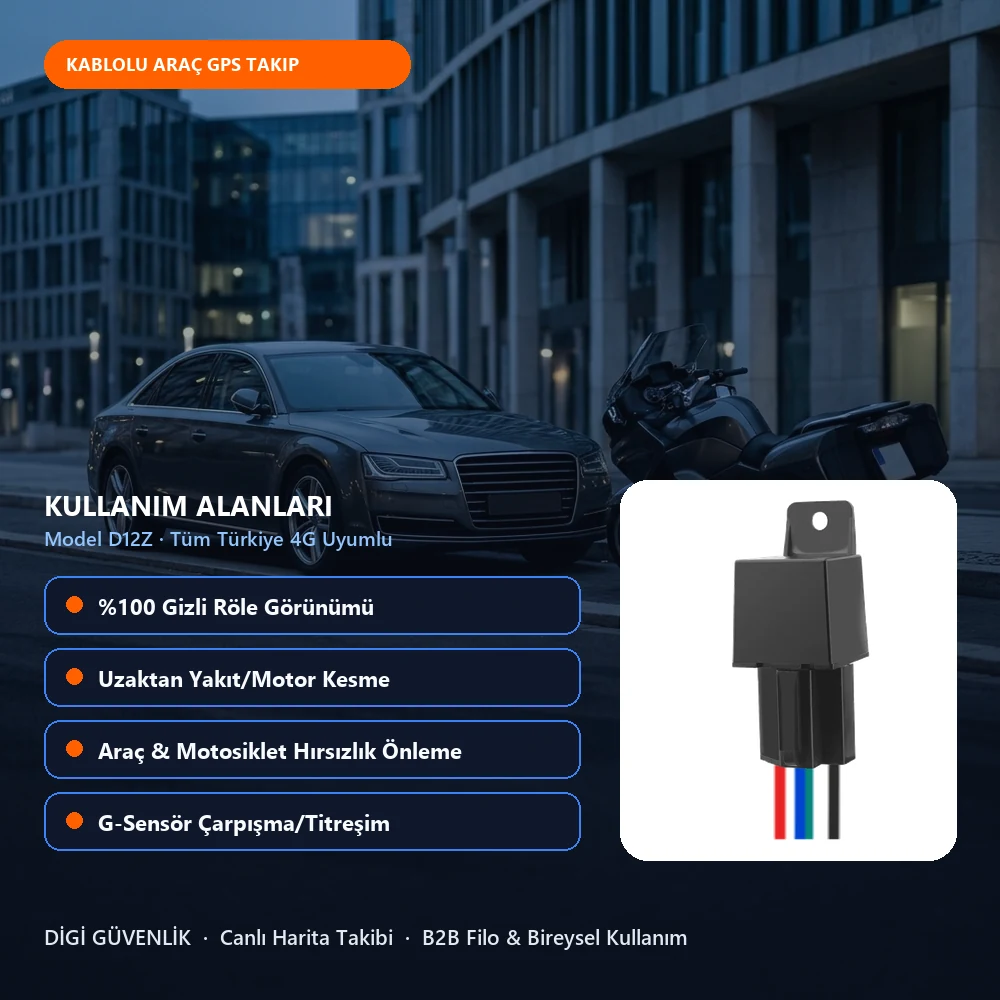 KABLOLU ARAÇ GPS TAKIP
KULLANIM ALANLARI
Model D12Z · Tüm Türkiye 4G Uyumlu
%100 Gizli Röle Görünümü
Uzaktan Yakıt/Motor Kesme
Araç & Motosiklet Hırsızlık Önleme
G-Sensör Çarpışma/Titreşim
DİGİ GÜVENLİK · Canlı Harita Takibi · B2B Filo & Bireysel Kullanım